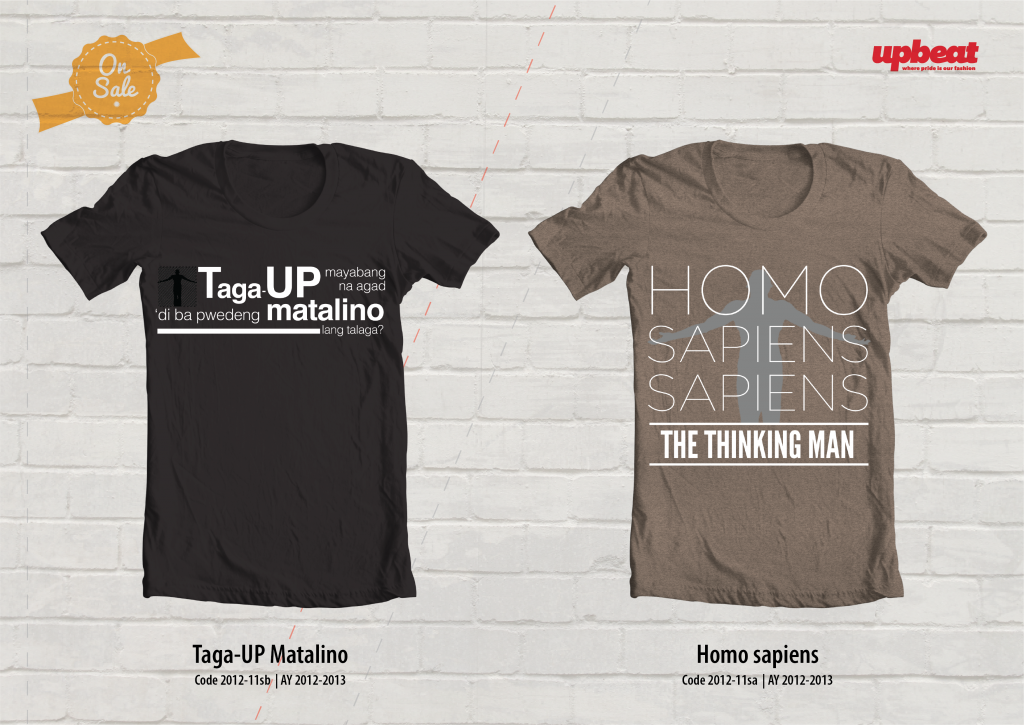 On
Sale
upbeat
where pride is our fashion
Taga-UP mayabang
na agad
'di ba pwedeng matalino
lang talaga?
HOMO
SAPIENS
SAPIENS
THE THINKING MAN
Taga-UP Matalino
Code 2012-11sb | AY 2012-2013
Homo sapiens
Code 2012-11sa | AY 2012-2013